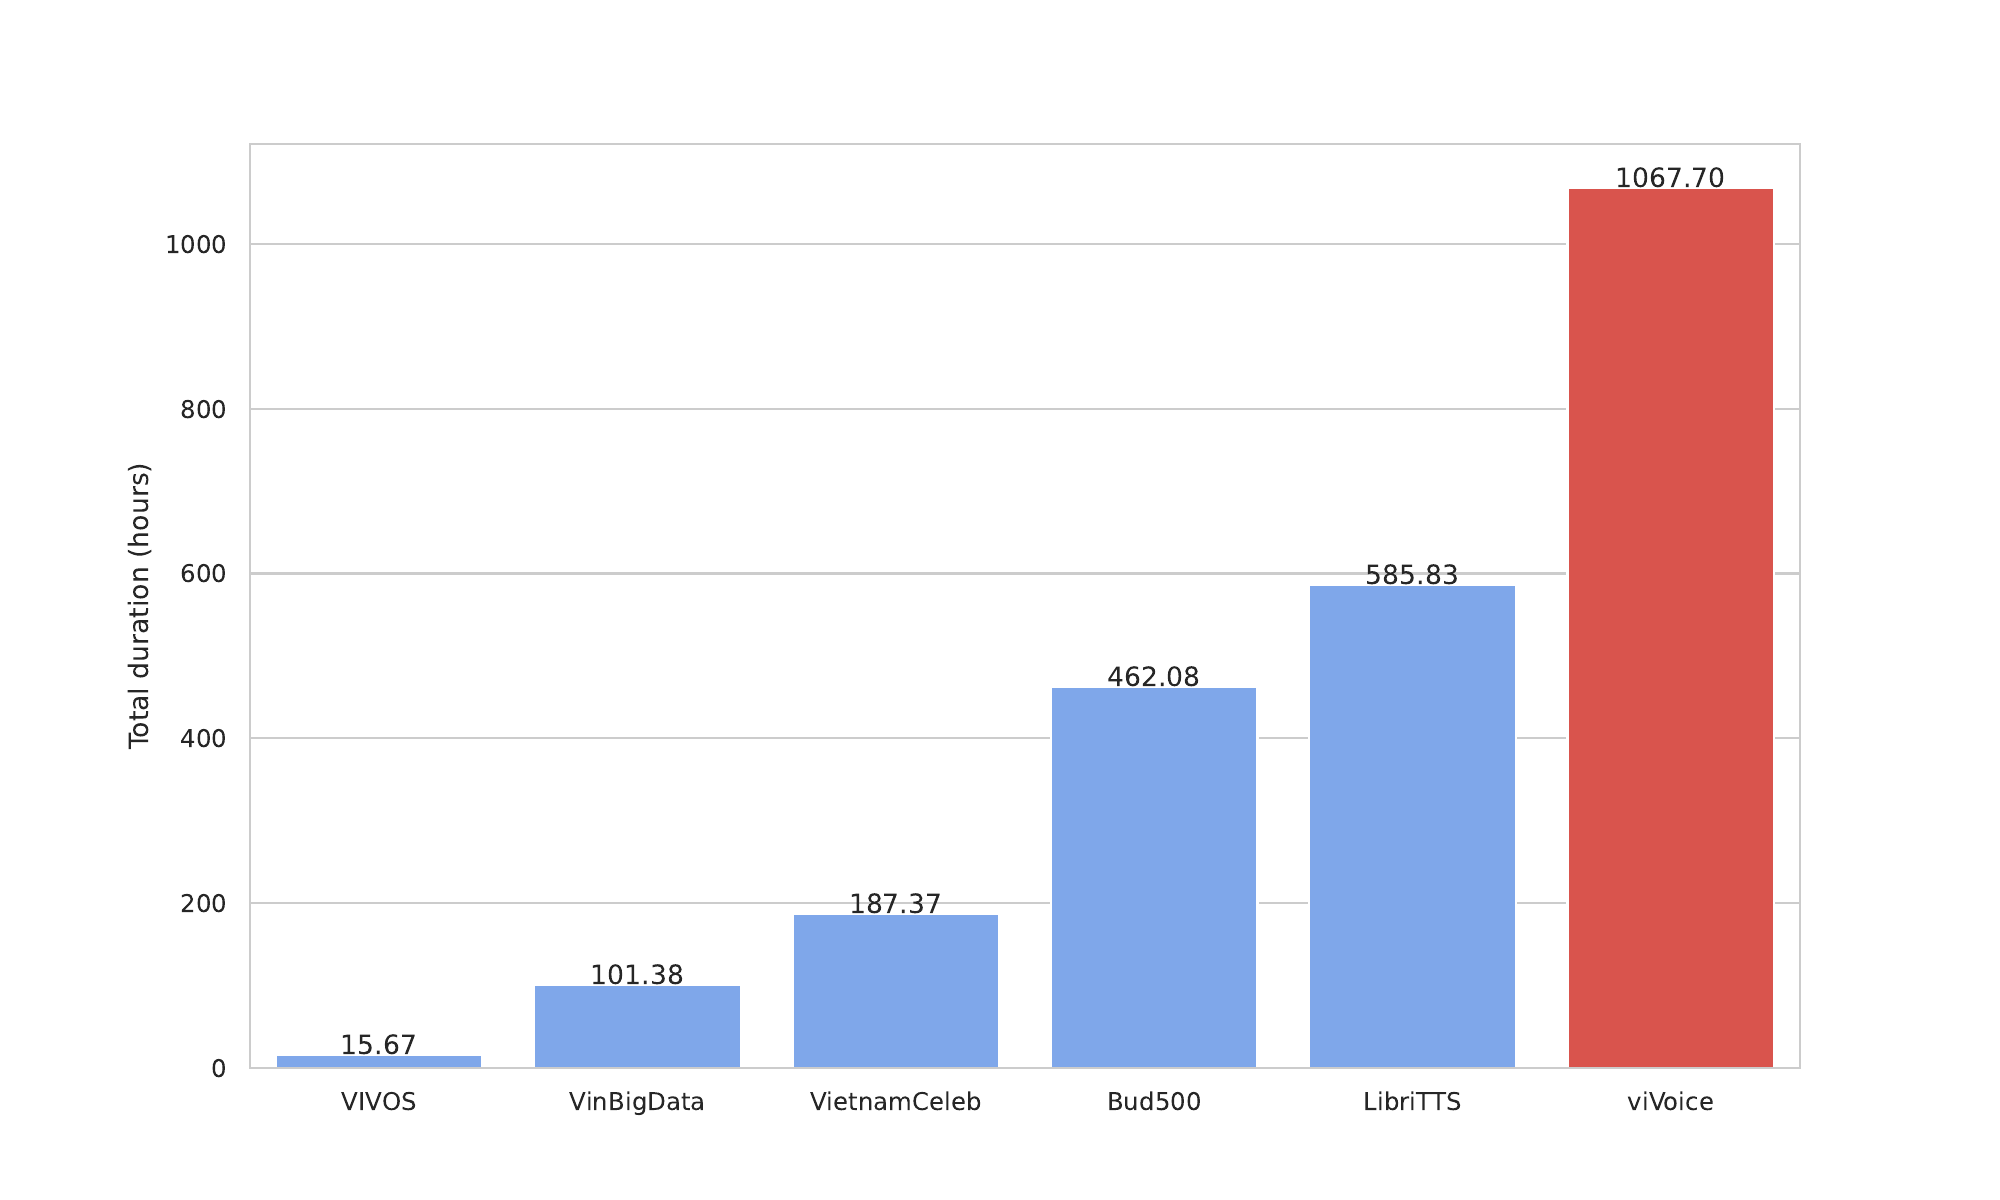 Total duration (hours)
1000
800
600
400
200
0
15.67
101.38
187.37
462.08
585.83
1067.70
VIVOS
VinBigData
VietnamCeleb
Bud500
LibriTTS
viVoice